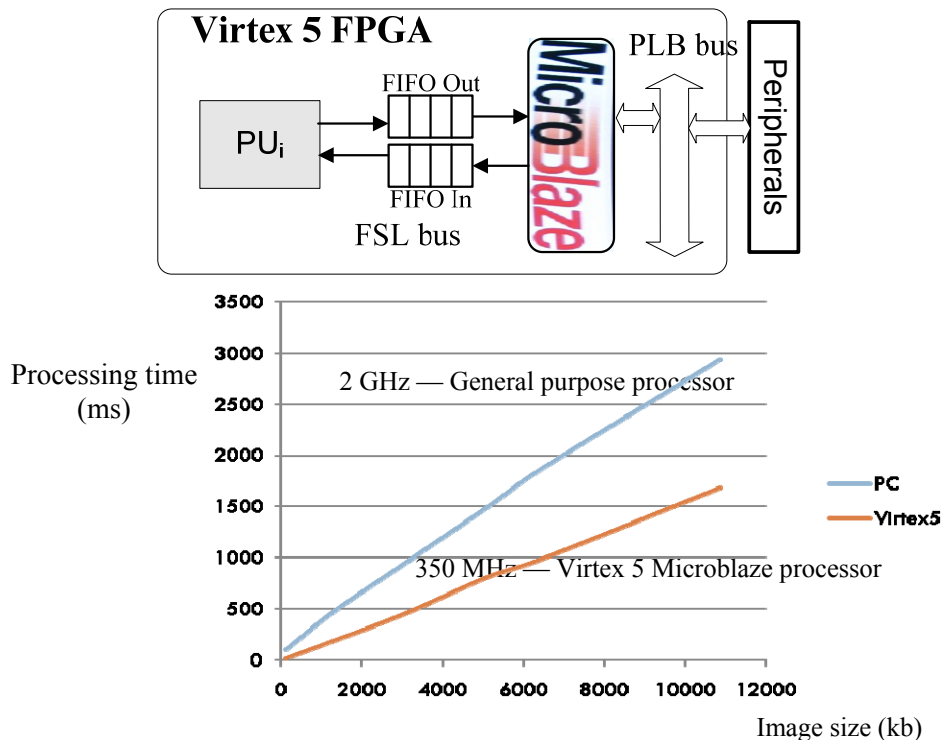 Virtex 5 FPGA
PLB bus
FIFO Out
MicroBlaze
Peripherals
PUi
FIFO In
FSL bus
3500
3000
2500
2000
1500
1000
500
0
Processing time
(ms)
2 GHz — General purpose processor
350 MHz — Virtex 5 Microblaze processor
PC
Virtex5
0 2000 4000 6000 8000 10000 12000
Image size (kb)